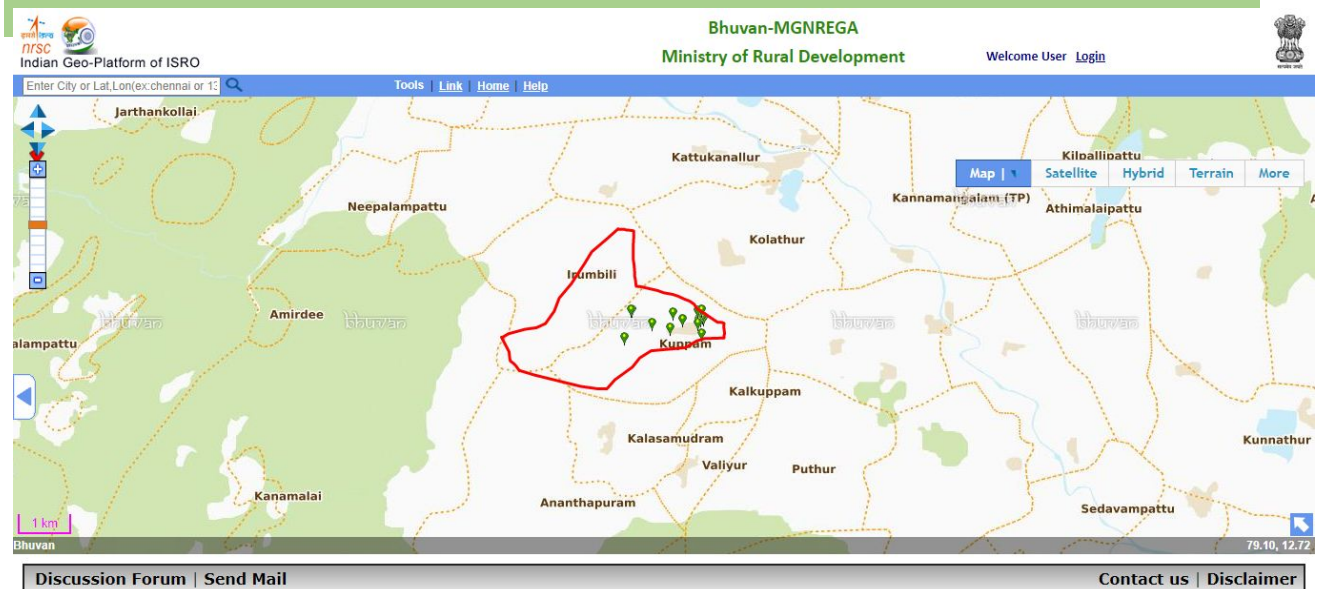 nrsc
Indian Geo-Platform of ISRO
Bhuvan-MGNREGA
Ministry of Rural Development
Welcome User Login
Enter City or Lat,Lon(ex:chennai or 13
Tools | Link | Home | Help
Jarthankollai
Kattukanallur
Kilpallipattu
Map | Satellite Hybrid Terrain More
Neepalampattu
Kannamangalam (TP)
Athimalaipattu
Kolathur
Irumbili
Amirdee
bhuvan
bhuvan
bhuvan
bhuvan
bhuvan
alampattu
Kuppam
Kalkuppam
Kalasamudram
Kunnathur
Valiyur
Puthur
Kanamalai
Ananthapuram
Sedavampattu
1 km
Bhuvan
79.10, 12.72
Discussion Forum | Send Mail
Contact us | Disclaimer